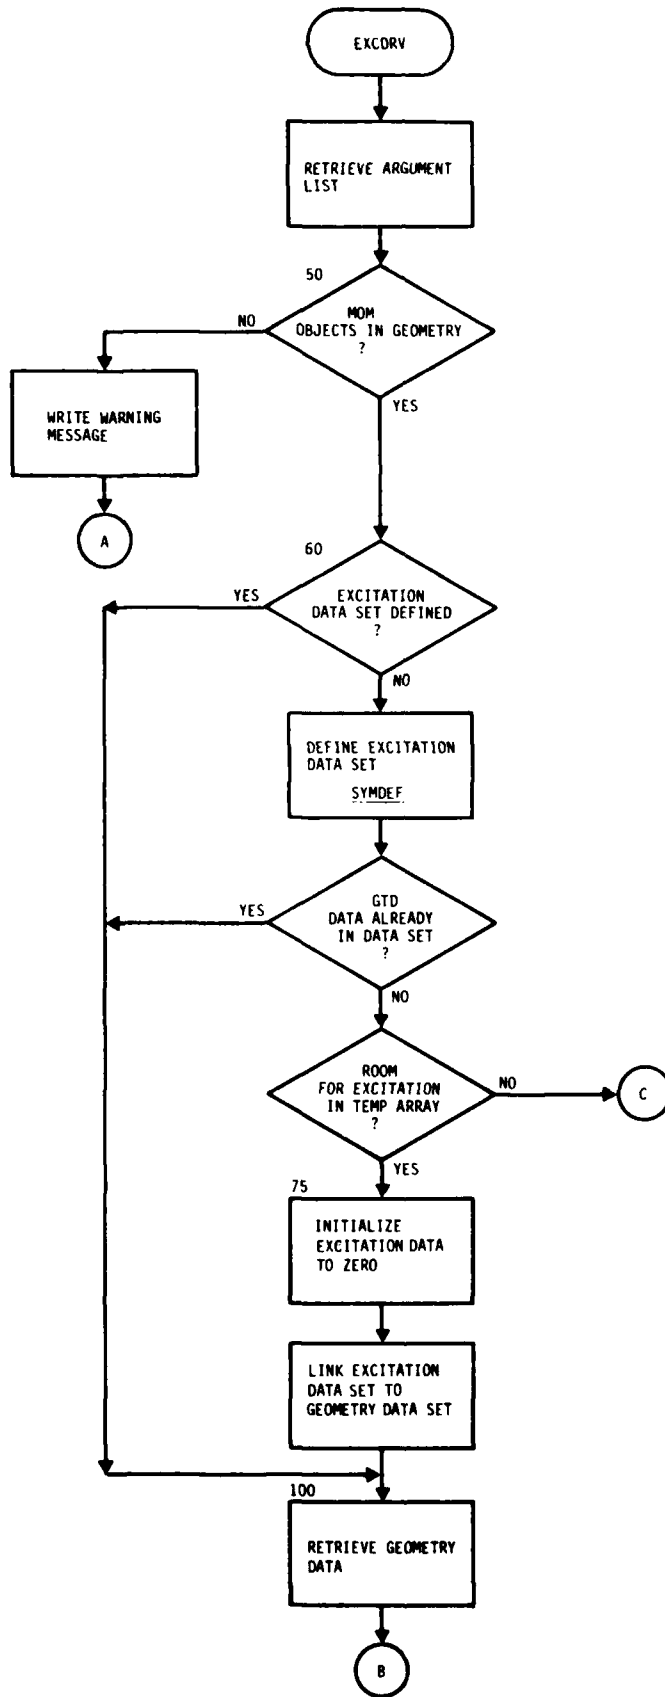 EXCDRV
RETRIEVE ARGUMENT
LIST
50
MOM
OBJECTS IN GEOMETRY
?
NO
YES
WRITE WARNING
MESSAGE
A
60
EXCITATION
DATA SET DEFINED
?
YES
NO
DEFINE EXCITATION
DATA SET
SYMDEF
GTD
DATA ALREADY
IN DATA SET
?
YES
NO
ROOM
FOR EXCITATION
IN TEMP ARRAY
?
NO
C
YES
75
INITIALIZE
EXCITATION DATA
TO ZERO
LINK EXCITATION
DATA SET TO
GEOMETRY DATA SET
100
RETRIEVE GEOMETRY
DATA
B